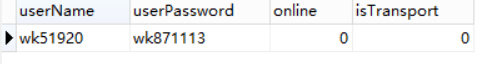 userName userPassword online isTransport
wk51920 wk871113 0 0